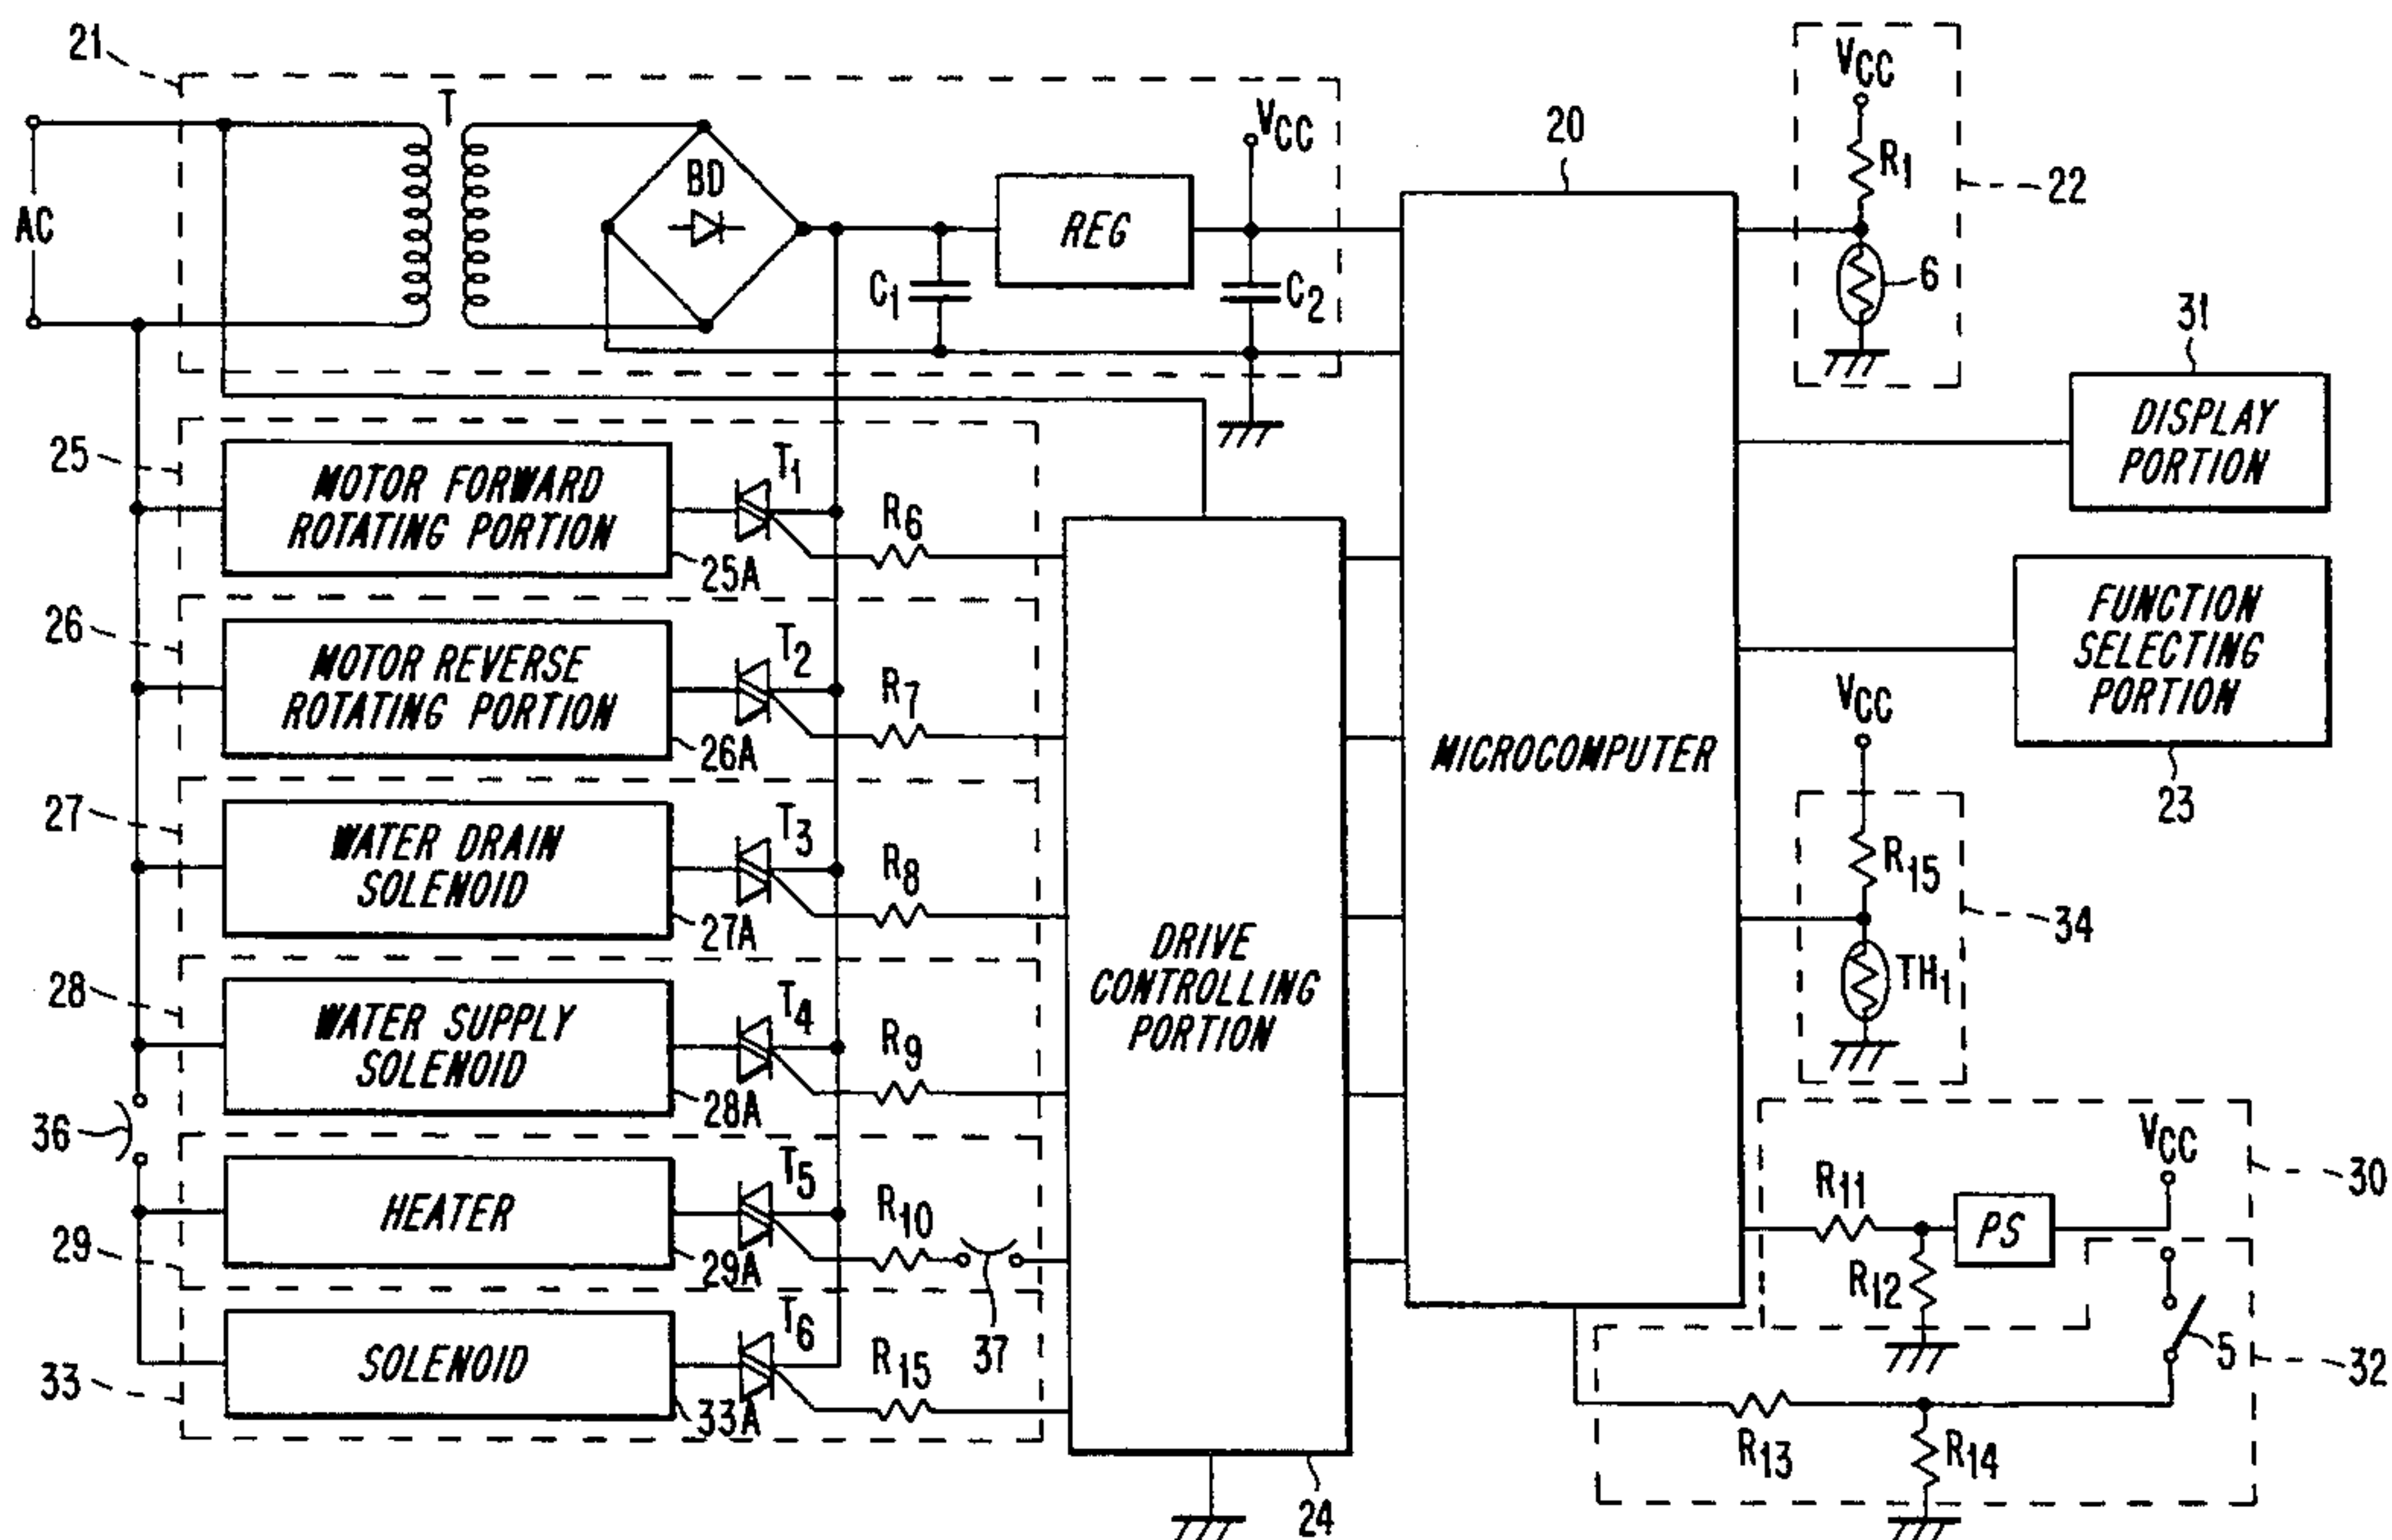 21
T
VCC
VCC
20
R1
22
AC
BD
REG
C1
C2
6
31
DISPLAY
PORTION
25
MOTOR FORWARD
ROTATING PORTION
T1
R6
25A
FUNCTION
SELECTING
PORTION
23
26
MOTOR REVERSE
ROTATING PORTION
T2
R7
26A
MICROCOMPUTER
VCC
27
WATER DRAIN
SOLENOID
T3
R8
27A
R15
34
TH1
DRIVE
CONTROLLING
PORTION
28
WATER SUPPLY
SOLENOID
T4
R9
28A
36
VCC
30
R11
PS
R12
29
HEATER
T5
R10
29A
37
5
32
33
SOLENOID
T6
R15
33A
R13
R14
24